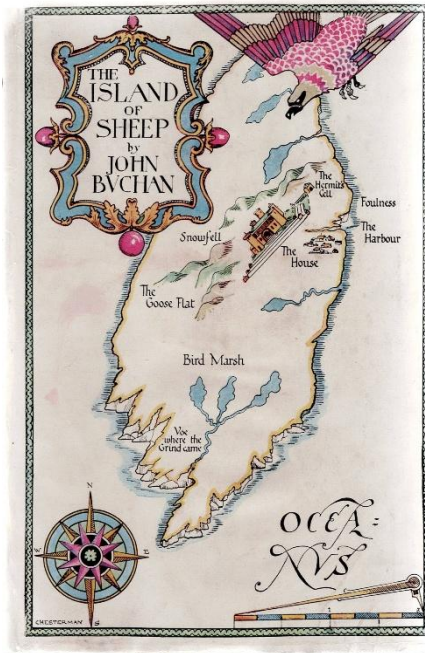 THE
ISLAND
OF
SHEEP
by
JOHN
BVCHAN
The
Hermit's
Cell
Foulness
The
Harbour
Snowfell
The
House
The
Goose Flat
Bird Marsh
Voe
where the
Grind came
OCEA=
NVS
N
W
E
S
CHESTERMAN